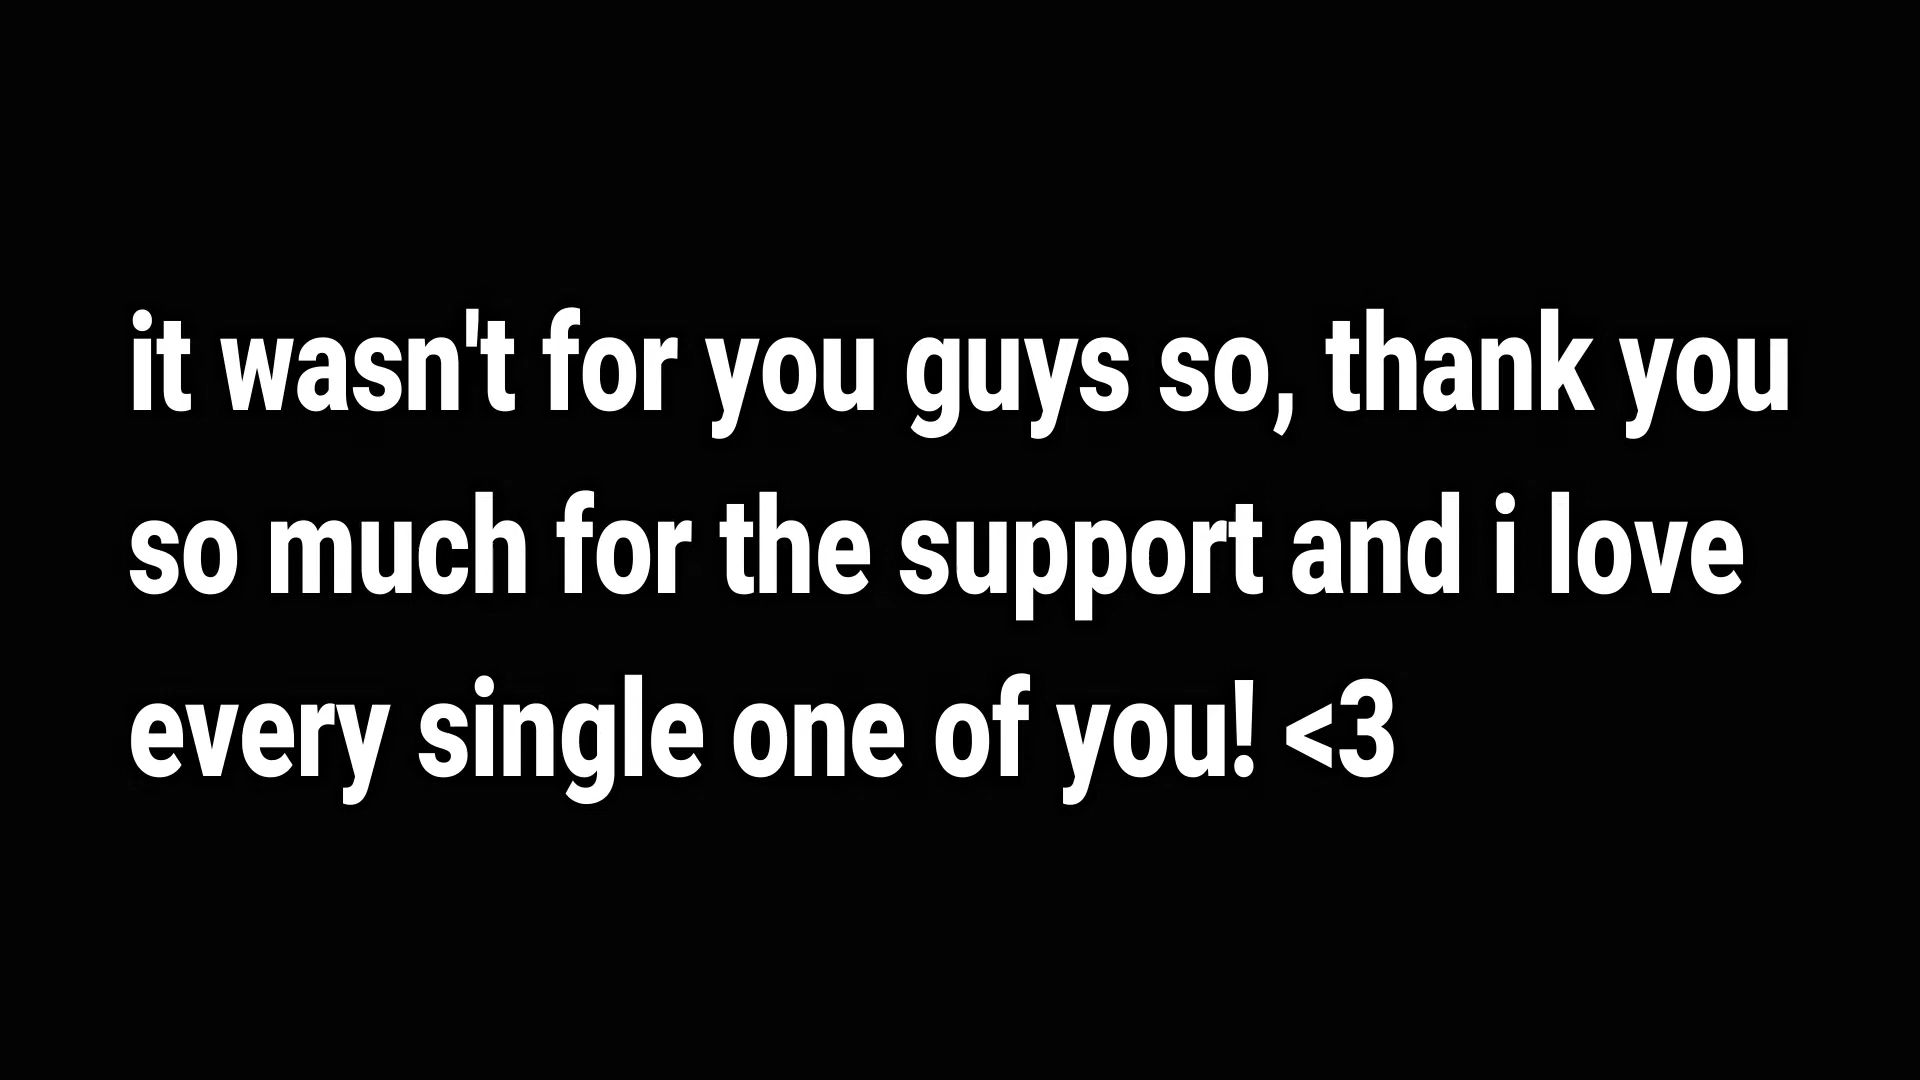 it wasn't for you guys so, thank you
so much for the support and i love
every single one of you! <3